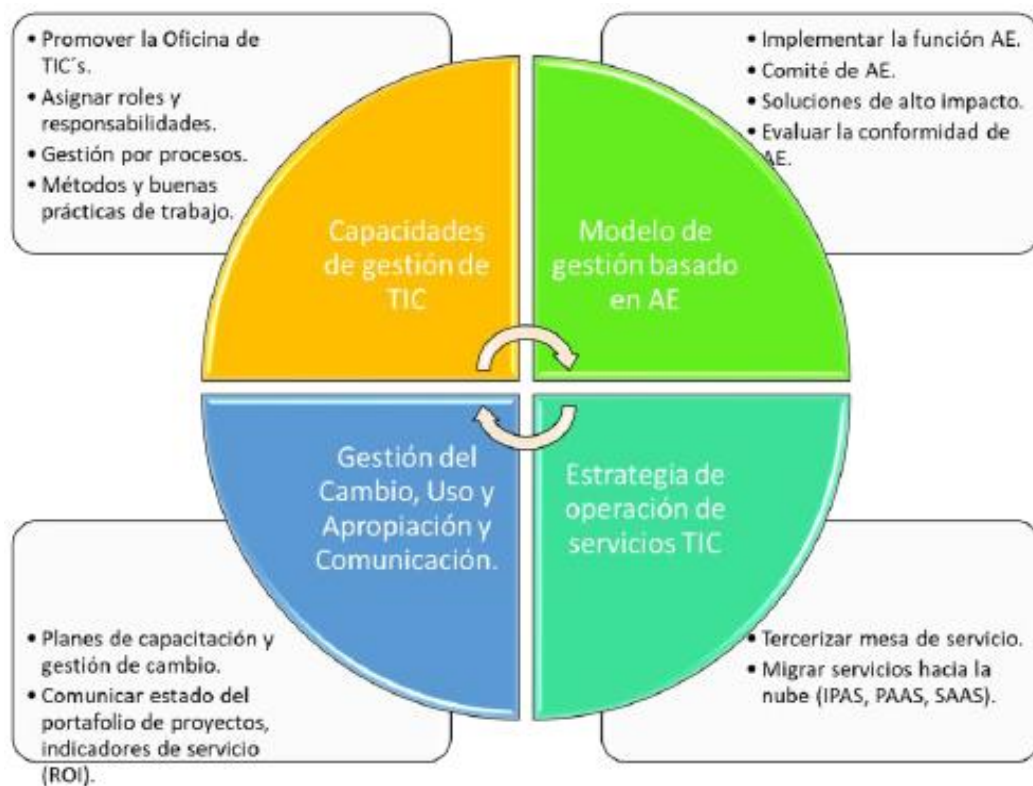 • Promover la Oficina de
TIC´s.
• Asignar roles y
responsabilidades.
• Gestión por procesos.
• Métodos y buenas
prácticas de trabajo.
• Implementar la función AE.
• Comité de AE.
• Soluciones de alto impacto.
• Evaluar la conformidad de
AE.
Capacidades
de gestión de
TIC
Modelo de
gestión basado
en AE
Gestión del
Cambio, Uso y
Apropiación y
Comunicación.
Estrategia de
operación de
servicios TIC
• Planes de capacitación y
gestión de cambio.
• Comunicar estado del
portafolio de proyectos,
indicadores de servicio
(ROI).
• Tercerizar mesa de servicio.
• Migrar servicios hacia la
nube (IPAS, PAAS, SAAS).